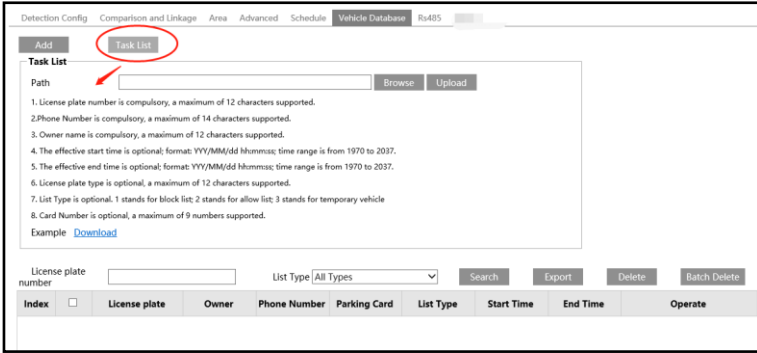 Detection Config Comparison and Linkage Area Advanced Schedule Vehicle Database Rs485
Add Task List
Task List
Path Browse Upload
1. License plate number is compulsory, a maximum of 12 characters supported.
2.Phone Number is compulsory, a maximum of 14 characters supported.
3. Owner name is compulsory, a maximum of 12 characters supported.
4. The effective start time is optional; format: YYY/MM/dd hh:mm:ss; time range is from 1970 to 2037.
5. The effective end time is optional; format: YYY/MM/dd hh:mm:ss; time range is from 1970 to 2037.
6. License plate type is optional, a maximum of 12 characters supported.
7. List Type is optional. 1 stands for block list; 2 stands for allow list; 3 stands for temporary vehicle
8. Card Number is optional, a maximum of 9 numbers supported.
Example Download
License plate
number List Type All Types Search Export Delete Batch Delete
Index License plate Owner Phone Number Parking Card List Type Start Time End Time Operate